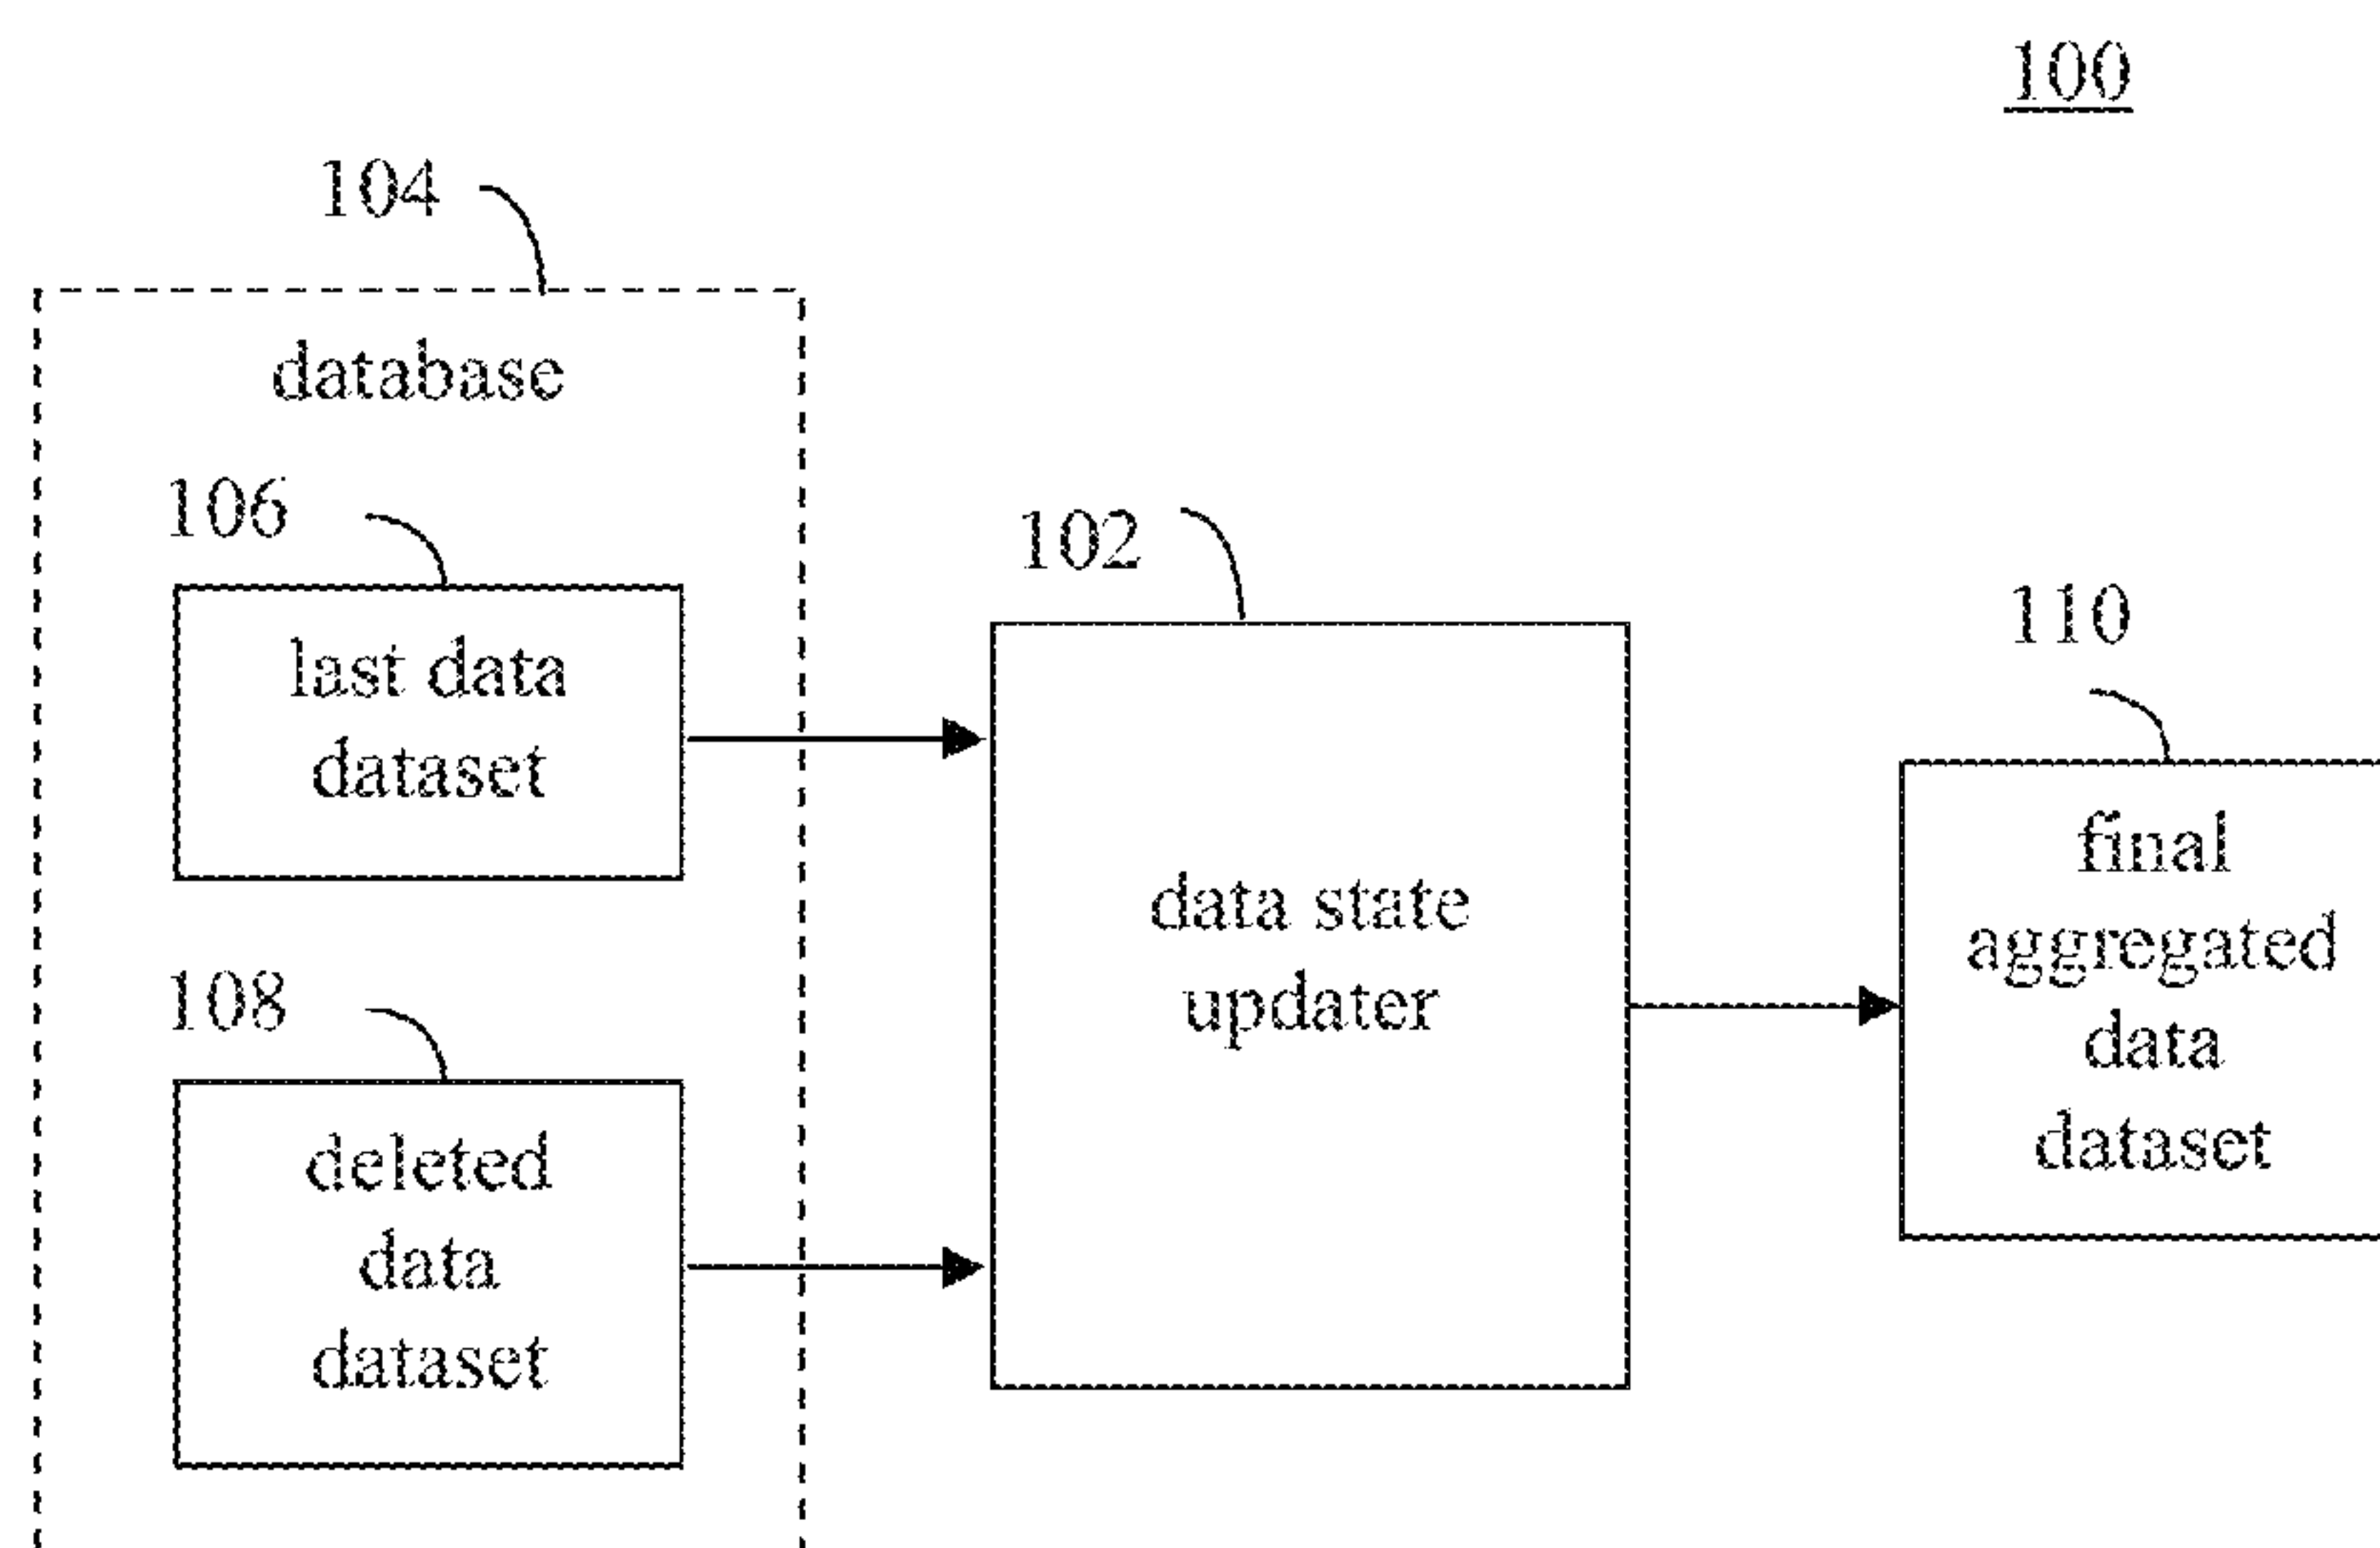 100
104
database
106
last data
dataset
108
deleted
data
dataset
102
data state
updater
110
final
aggregated
data
dataset